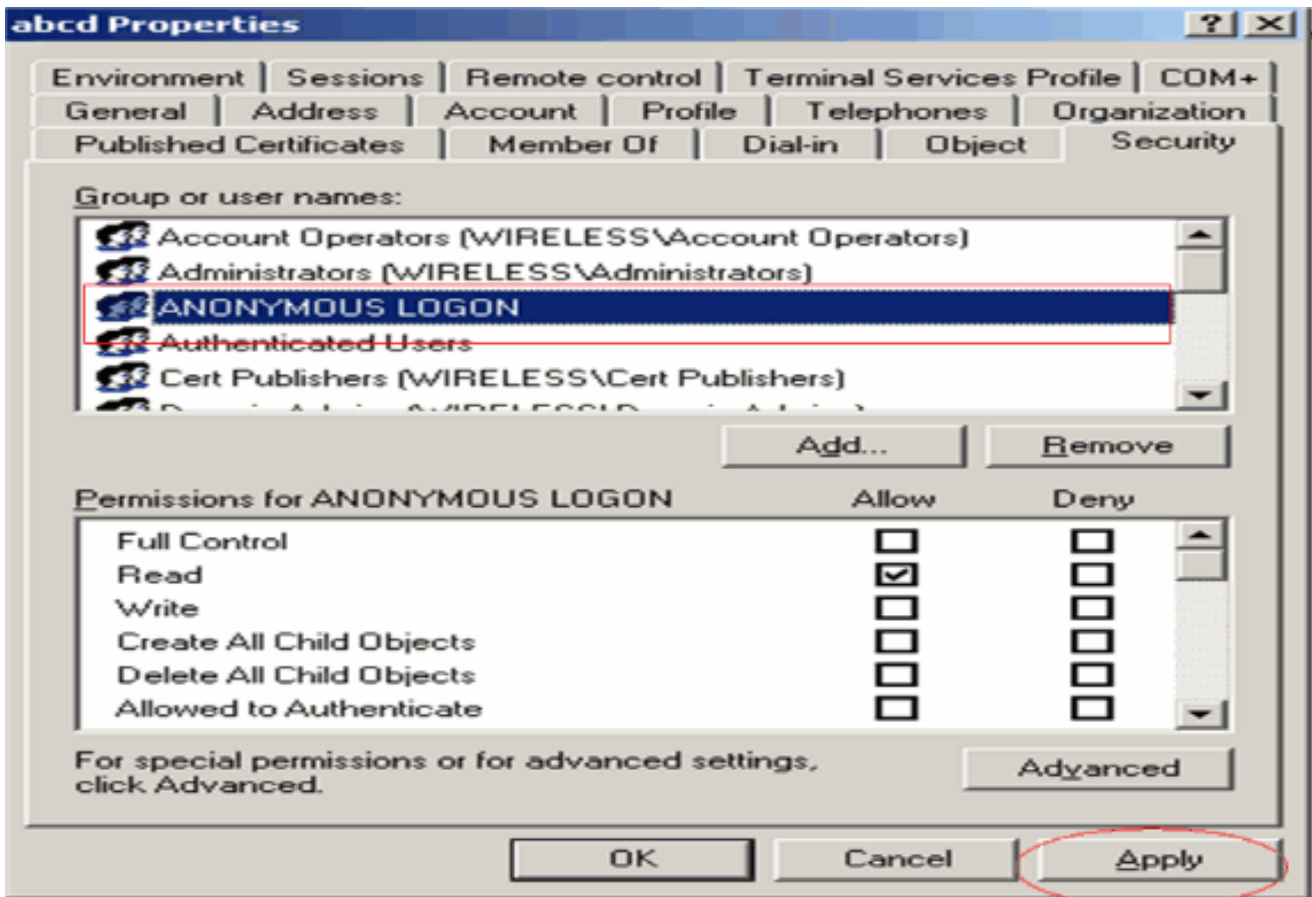 abcd Properties
Environment Sessions Remote control Terminal Services Profile COM+
General Address Account Profile Telephones Organization
Published Certificates Member Of Dial-in Object Security
Group or user names:
Account Operators (WIRELESS\Account Operators)
Administrators (WIRELESS\Administrators)
ANONYMOUS LOGON
Authenticated Users
Cert Publishers (WIRELESS\Cert Publishers)
Add... Remove
Permissions for ANONYMOUS LOGON Allow Deny
Full Control
Read
Write
Create All Child Objects
Delete All Child Objects
Allowed to Authenticate
For special permissions or for advanced settings,
click Advanced.
Advanced
OK Cancel Apply